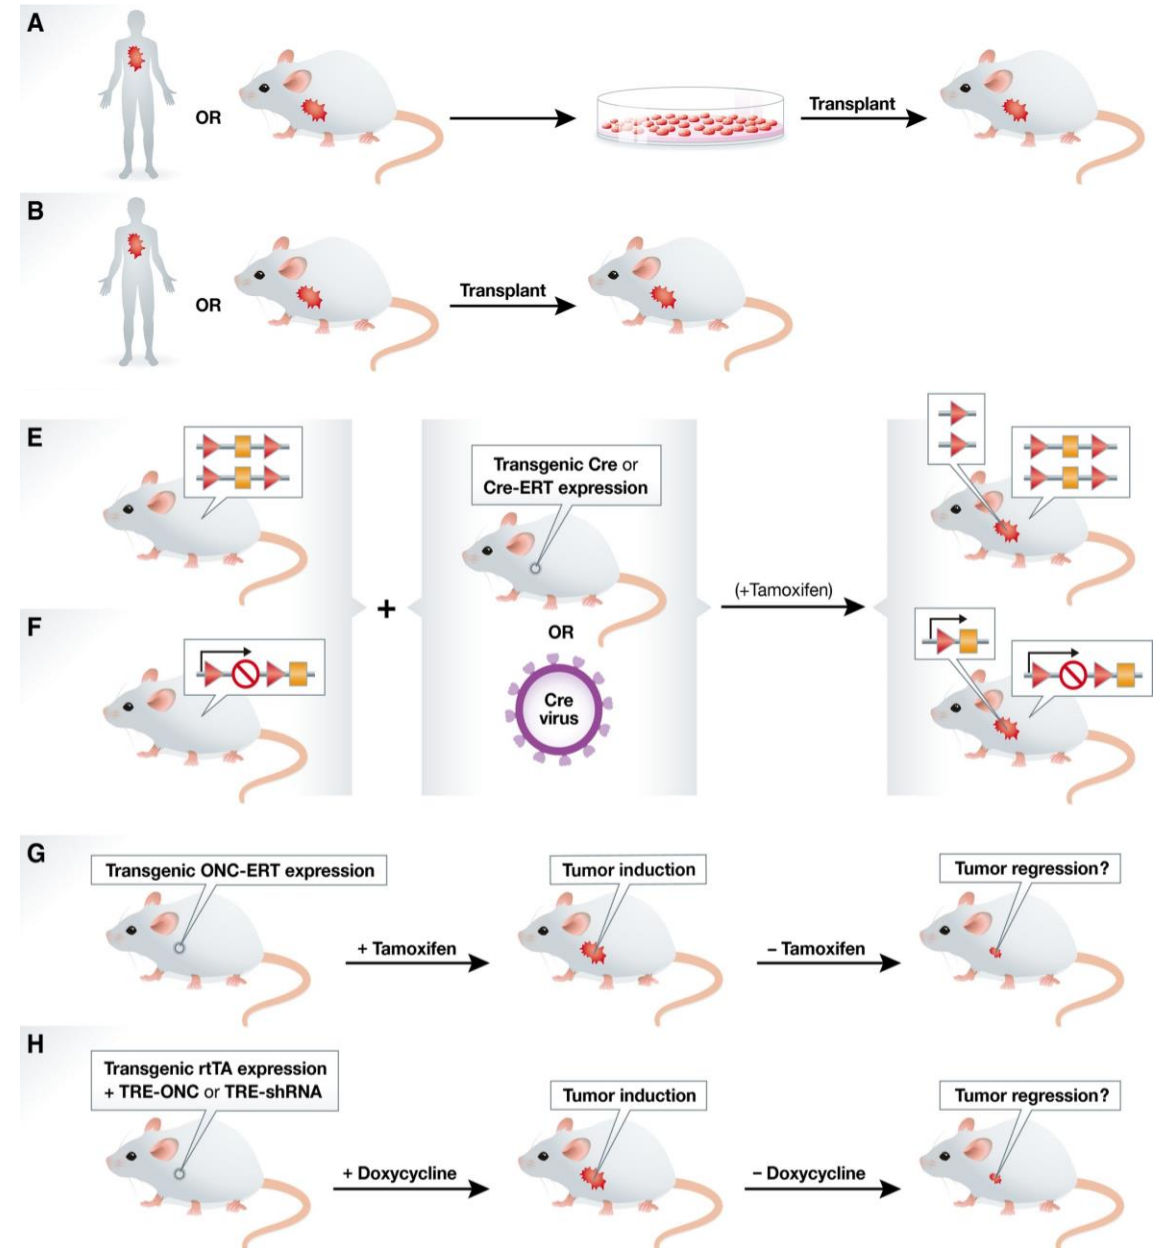 A
OR
Transplant
B
OR
Transplant
E
Transgenic Cre or
Cre-ERT expression
(+Tamoxifen)
+
F
OR
Cre
virus
G
Transgenic ONC-ERT expression
Tumor induction
Tumor regression?
+ Tamoxifen
– Tamoxifen
H
Transgenic rtTA expression
+ TRE-ONC or TRE-shRNA
Tumor induction
Tumor regression?
+ Doxycycline
– Doxycycline